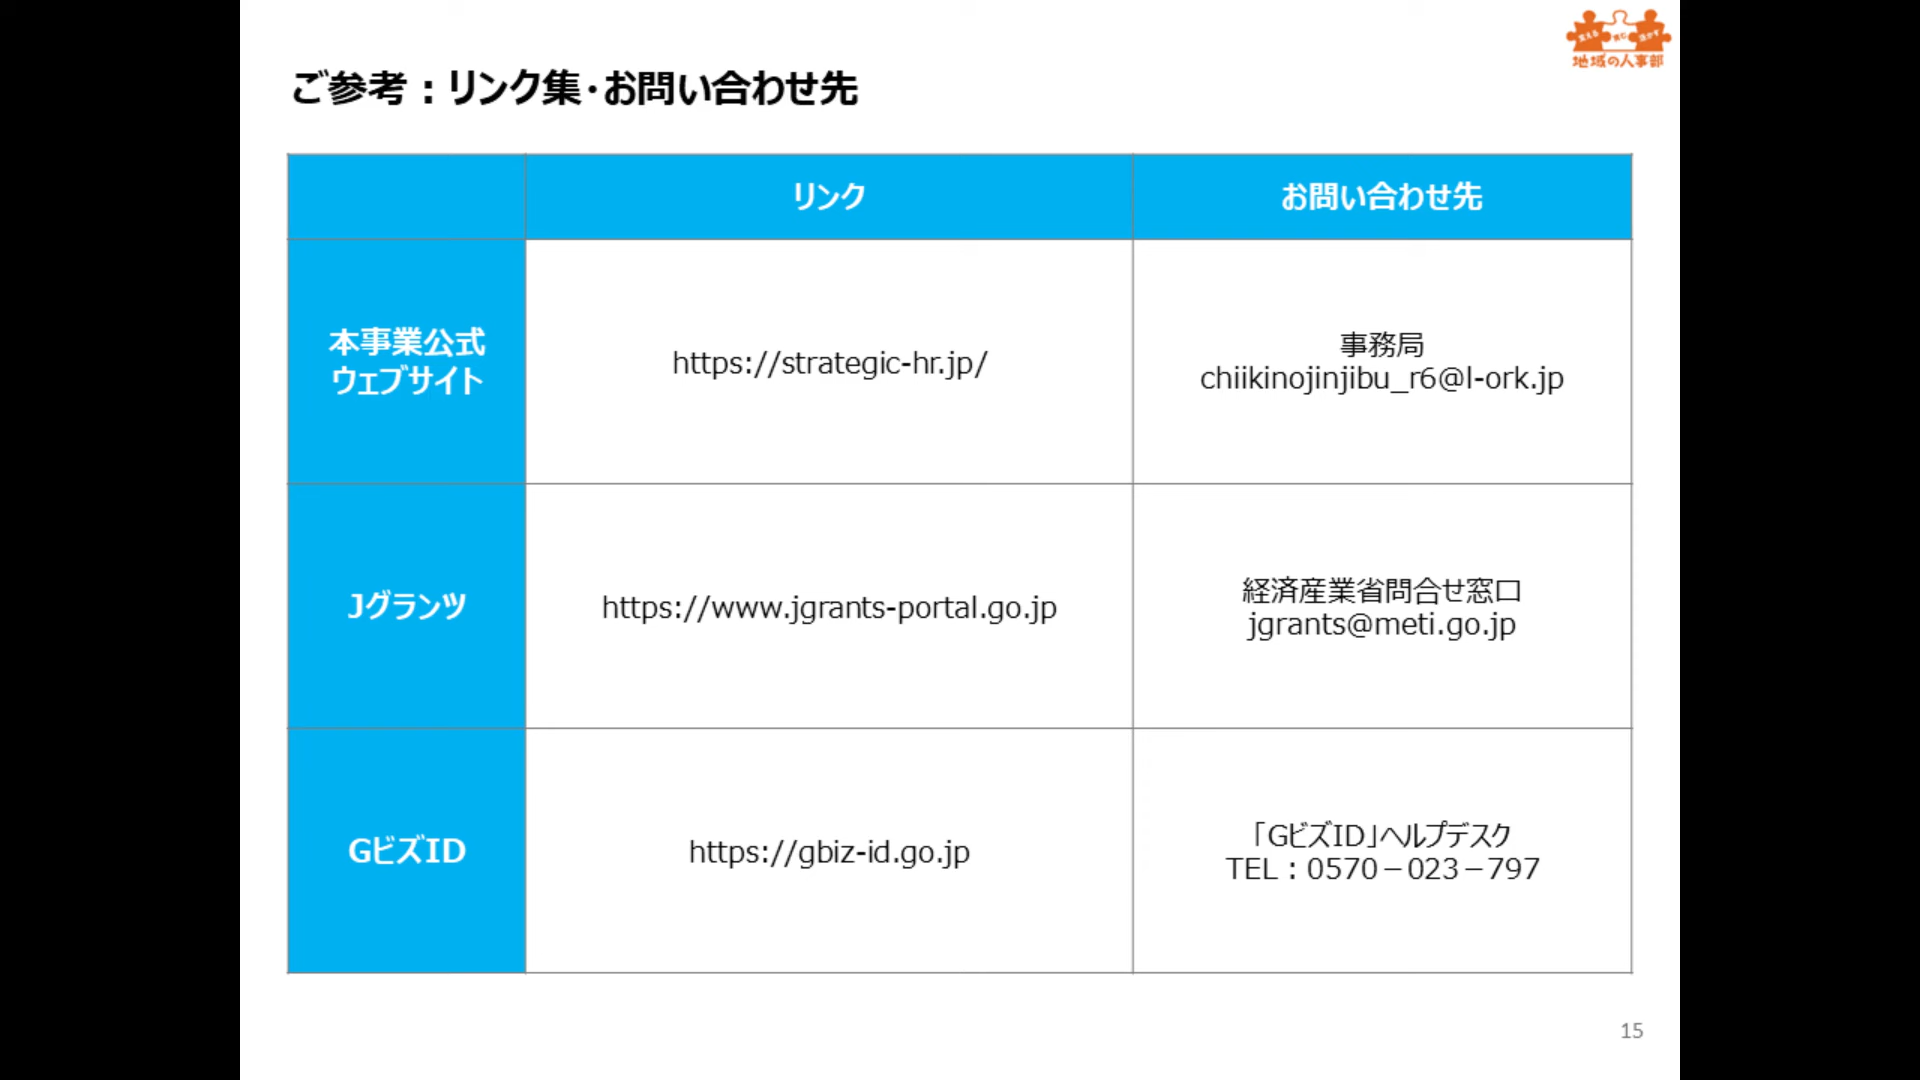 地域の人事部
ご参考：リンク集・お問い合わせ先
リンク
お問い合わせ先
本事業公式
ウェブサイト
https://strategic-hr.jp/
事務局
chiikinojinjibu_r6@l-ork.jp
Jグランツ
https://www.jgrants-portal.go.jp
経済産業省問合せ窓口
jgrants@meti.go.jp
GビズID
https://gbiz-id.go.jp
「GビズID」ヘルプデスク
TEL：0570－023－797
15